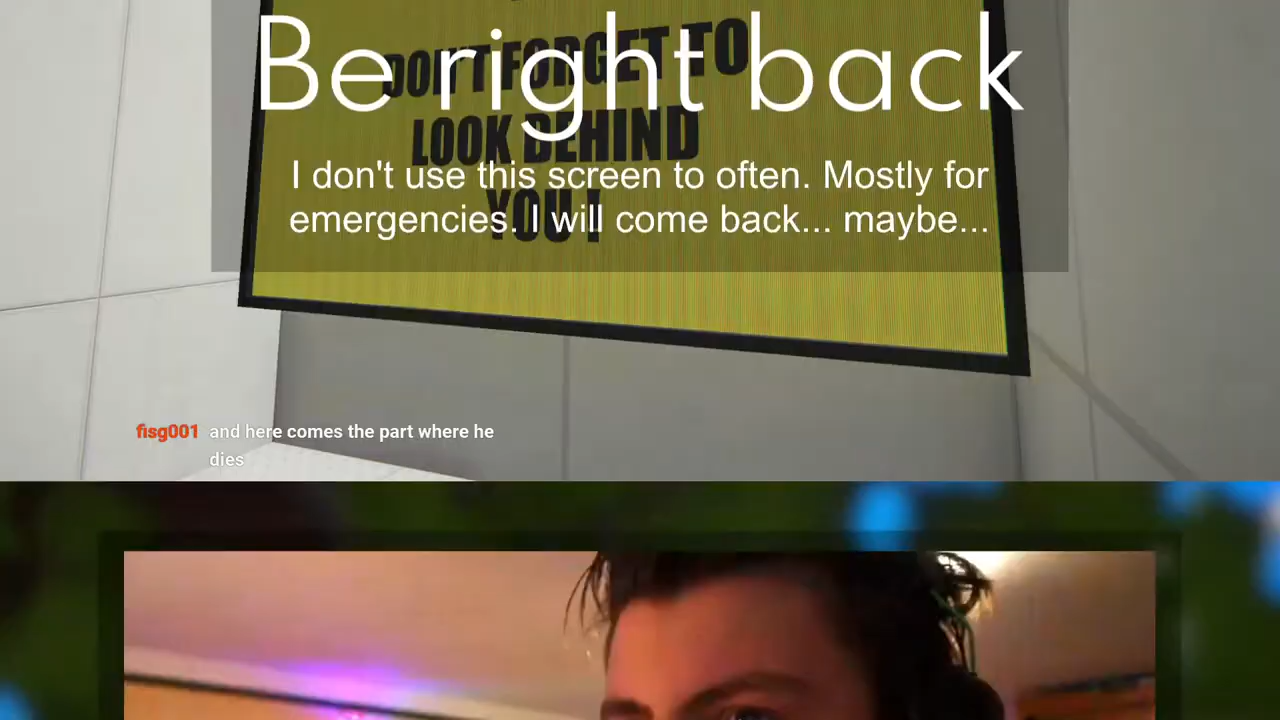 Be right back
DON'T FORGET TO
LOOK BEHIND
YOU !
I don't use this screen to often. Mostly for
emergencies. I will come back... maybe...
fisg001 and here comes the part where he
dies